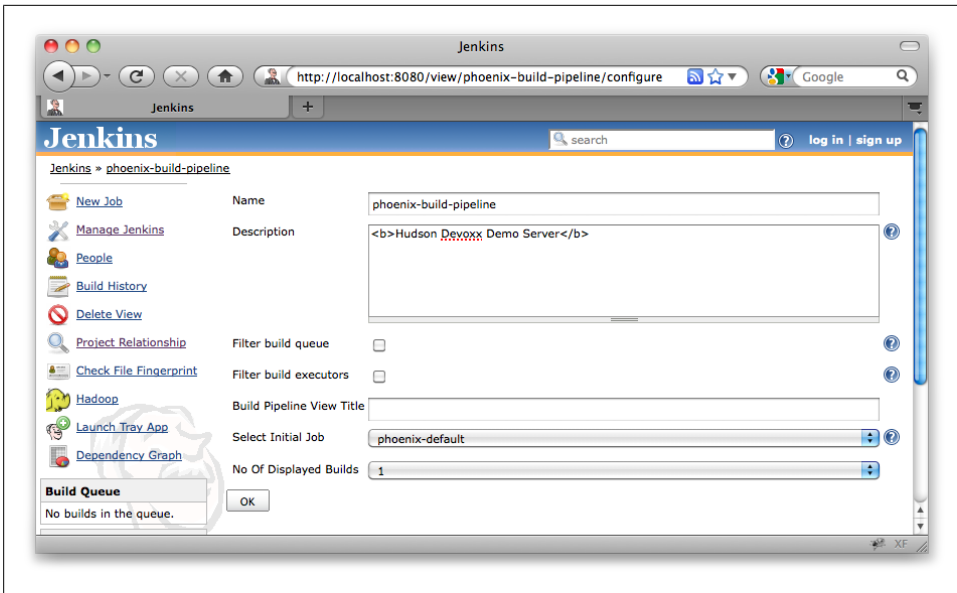 Jenkins
http://localhost:8080/view/phoenix-build-pipeline/configure
Google
Jenkins
+
Jenkins
search
?
log in | sign up
Jenkins » phoenix-build-pipeline
New Job
Manage Jenkins
People
Build History
Delete View
Project Relationship
Check File Fingerprint
Hadoop
Launch Tray App
Dependency Graph
Build Queue
No builds in the queue.
Name
phoenix-build-pipeline
Description
<b>Hudson Devoxx Demo Server</b>
?
Filter build queue
?
Filter build executors
?
Build Pipeline View Title
Select Initial Job
phoenix-default
?
No Of Displayed Builds
1
OK
XF